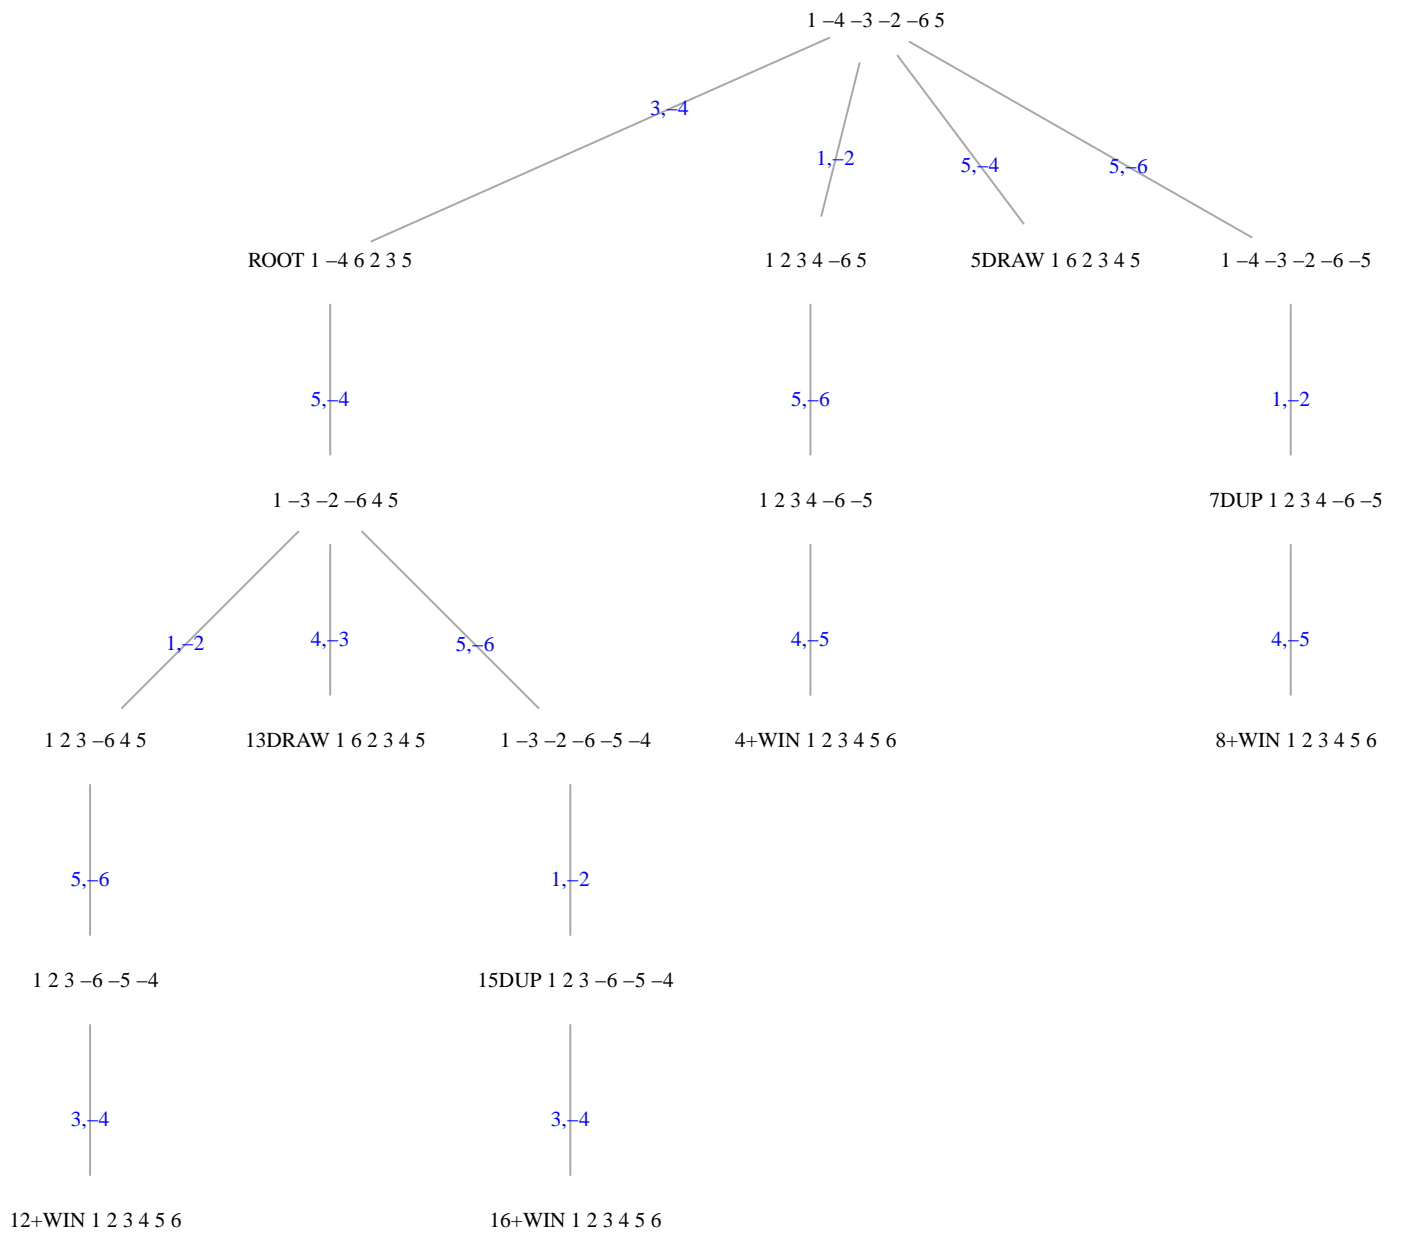 1 –4 –3 –2 –6 5
3,–4
1,–2
5,–4
5,–6
ROOT 1 –4 6 2 3 5
1 2 3 4 –6 5
5DRAW 1 6 2 3 4 5
1 –4 –3 –2 –6 –5
5,–4
5,–6
1,–2
1 –3 –2 –6 4 5
1 2 3 4 –6 –5
7DUP 1 2 3 4 –6 –5
1,–2
4,–3
5,–6
4,–5
4,–5
1 2 3 –6 4 5
13DRAW 1 6 2 3 4 5
1 –3 –2 –6 –5 –4
4+WIN 1 2 3 4 5 6
8+WIN 1 2 3 4 5 6
5,–6
1,–2
1 2 3 –6 –5 –4
15DUP 1 2 3 –6 –5 –4
3,–4
3,–4
12+WIN 1 2 3 4 5 6
16+WIN 1 2 3 4 5 6